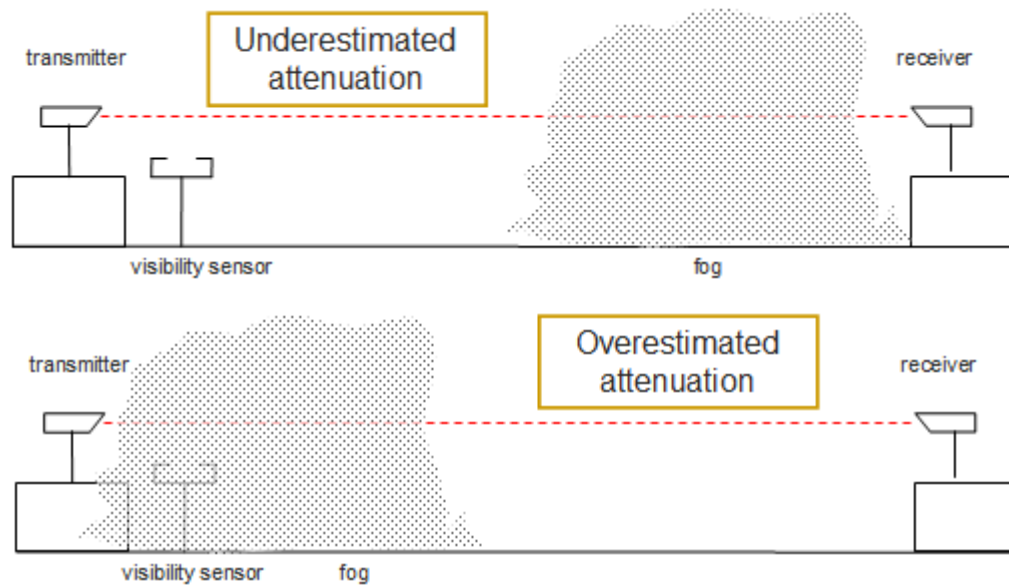 transmitter
Underestimated
attenuation
receiver
visibility sensor
fog
transmitter
Overestimated
attenuation
receiver
visibility sensor
fog